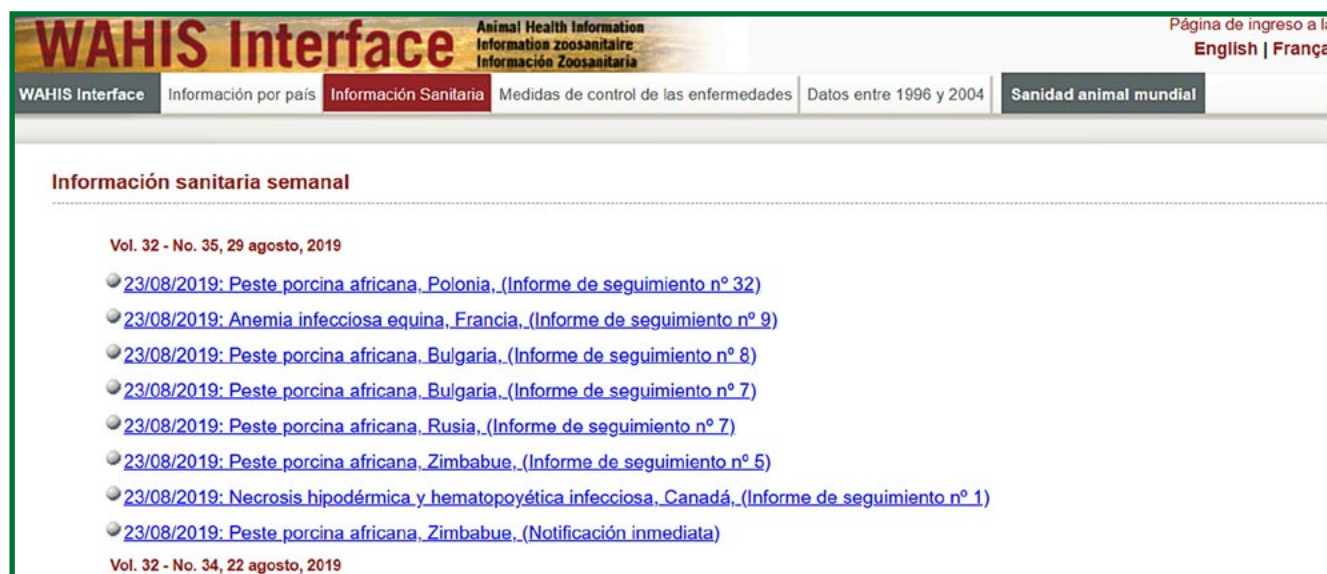 WAHIS Interface
Animal Health Information
Information zoosanitaire
Información Zoosanitaria
Página de ingreso a la
English | França
WAHIS Interface Información por país Información Sanitaria Medidas de control de las enfermedades Datos entre 1996 y 2004 Sanidad animal mundial
Información sanitaria semanal
Vol. 32 - No. 35, 29 agosto, 2019
23/08/2019: Peste porcina africana, Polonia, (Informe de seguimiento nº 32)
23/08/2019: Anemia infecciosa equina, Francia, (Informe de seguimiento nº 9)
23/08/2019: Peste porcina africana, Bulgaria, (Informe de seguimiento nº 8)
23/08/2019: Peste porcina africana, Bulgaria, (Informe de seguimiento nº 7)
23/08/2019: Peste porcina africana, Rusia, (Informe de seguimiento nº 7)
23/08/2019: Peste porcina africana, Zimbabue, (Informe de seguimiento nº 5)
23/08/2019: Necrosis hipodérmica y hematopoyética infecciosa, Canadá, (Informe de seguimiento nº 1)
23/08/2019: Peste porcina africana, Zimbabue, (Notificación inmediata)
Vol. 32 - No. 34, 22 agosto, 2019